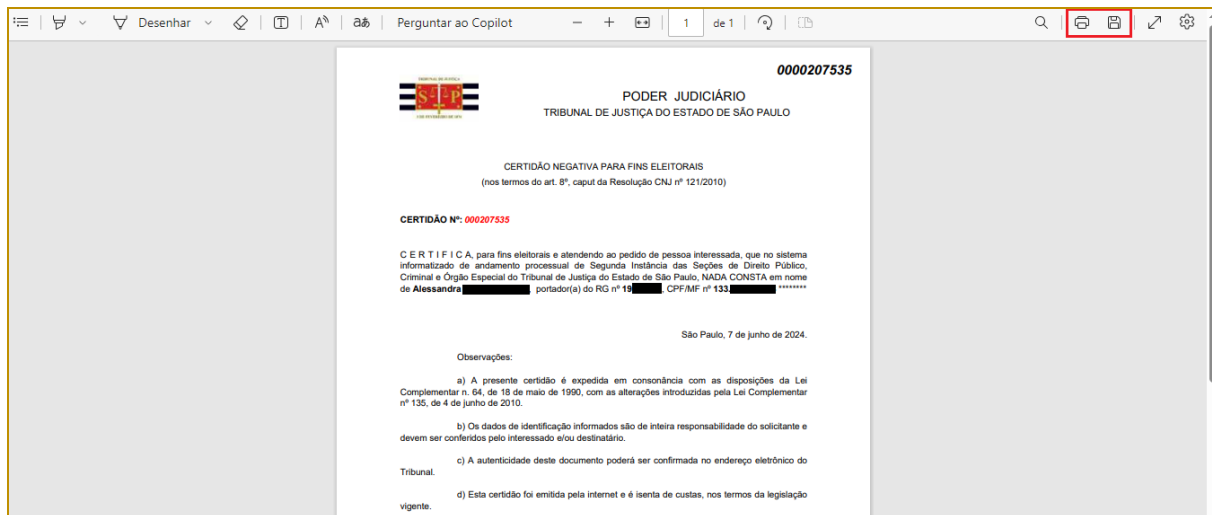 Desenhar
A
aあ
Perguntar ao Copilot
1
de 1
0000207535
S T P
PODER JUDICIÁRIO
TRIBUNAL DE JUSTIÇA DO ESTADO DE SÃO PAULO
CERTIDÃO NEGATIVA PARA FINS ELEITORAIS
(nos termos do art. 8º, caput da Resolução CNJ nº 121/2010)
CERTIDÃO Nº: 000207535
C E R T I F I C A, para fins eleitorais e atendendo ao pedido de pessoa interessada, que no sistema
informatizado de andamento processual de Segunda Instância das Seções de Direito Público,
Criminal e Órgão Especial do Tribunal de Justiça do Estado de São Paulo, NADA CONSTA em nome
de Alessandra , portador(a) do RG nº 19 , CPF/MF nº 133. ********
São Paulo, 7 de junho de 2024.
Observações:
a) A presente certidão é expedida em consonância com as disposições da Lei
Complementar n. 64, de 18 de maio de 1990, com as alterações introduzidas pela Lei Complementar
nº 135, de 4 de junho de 2010.
b) Os dados de identificação informados são de inteira responsabilidade do solicitante e
devem ser conferidos pelo interessado e/ou destinatário.
c) A autenticidade deste documento poderá ser confirmada no endereço eletrônico do
Tribunal.
d) Esta certidão foi emitida pela internet e é isenta de custas, nos termos da legislação
vigente.